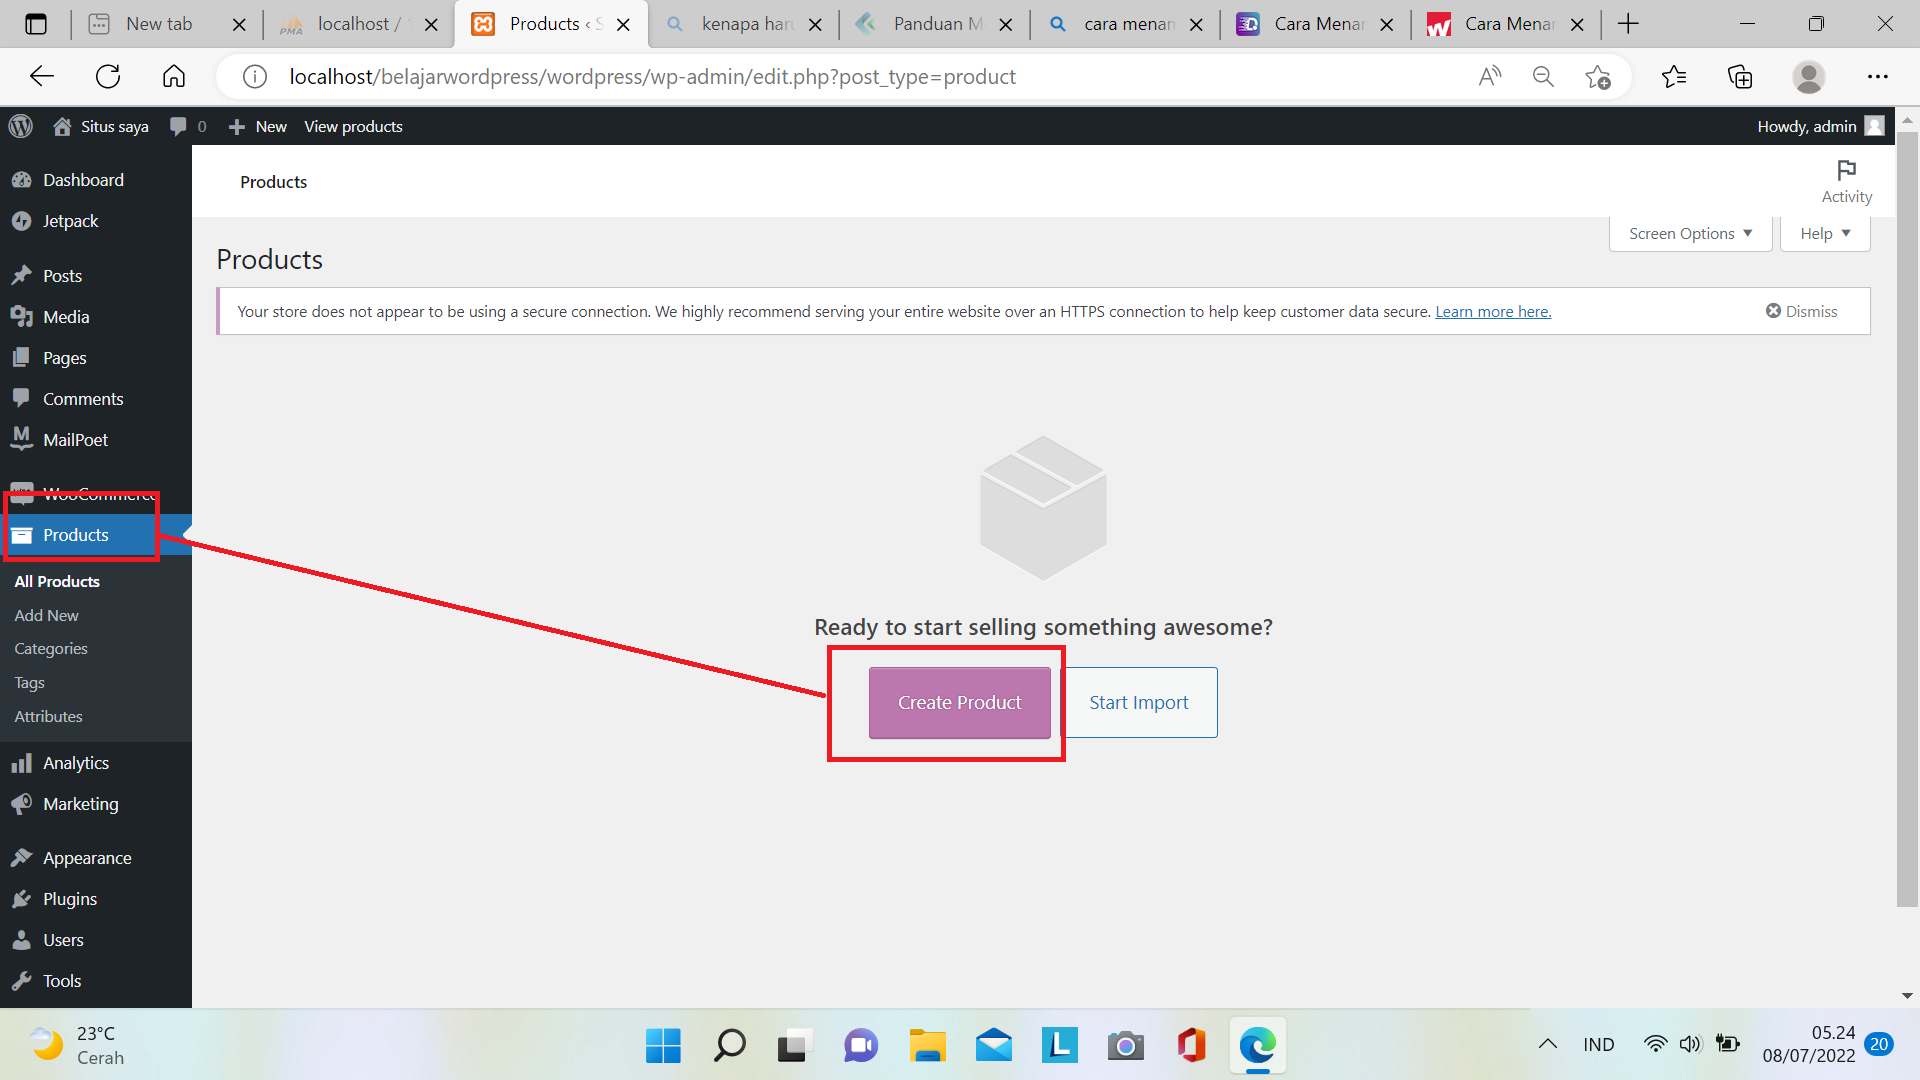 New tab
localhost /
Products ‹ S
kenapa haru
Panduan M
cara menan
Cara Menan
Cara Menan
localhost/belajarwordpress/wordpress/wp-admin/edit.php?post_type=product
Situs saya
0
New
View products
Howdy, admin
Dashboard
Jetpack
Posts
Media
Pages
Comments
MailPoet
WooCommerce
Products
All Products
Add New
Categories
Tags
Attributes
Analytics
Marketing
Appearance
Plugins
Users
Tools
Products
Activity
Screen Options
Help
Products
Your store does not appear to be using a secure connection. We highly recommend serving your entire website over an HTTPS connection to help keep customer data secure. Learn more here.
Dismiss
Ready to start selling something awesome?
Create Product
Start Import
23°C
Cerah
IND
05.24
08/07/2022
20